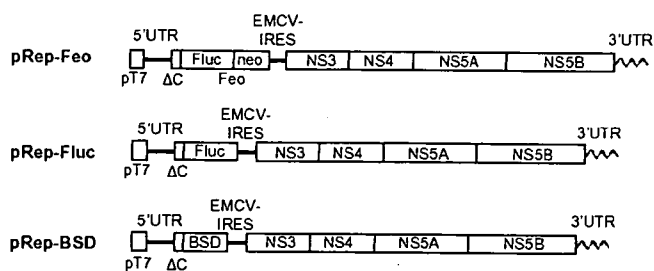 EMCV-
5'UTR IRES 3'UTR
pRep-Feo Fluc neo NS3 NS4 NS5A NS5B
pT7 ΔC Feo
EMCV-
5'UTR IRES 3'UTR
pRep-Fluc Fluc NS3 NS4 NS5A NS5B
pT7 ΔC
EMCV-
5'UTR IRES 3'UTR
pRep-BSD BSD NS3 NS4 NS5A NS5B
pT7 ΔC